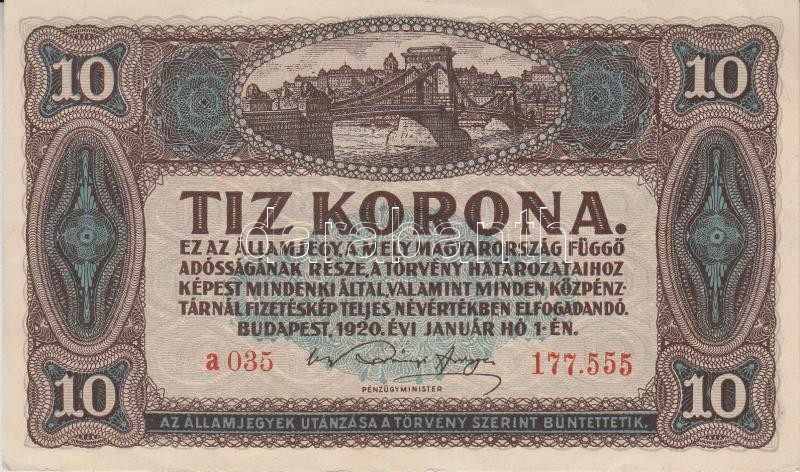 10 10
TIZ KORONA.
EZ AZ ÁLLAMJEGY, A MELY MAGYARORSZÁG FÜGGŐ
ADÓSSÁGÁNAK RÉSZE, A TÖRVÉNY HATÁROZATAIHOZ
KÉPEST MINDENKI ÁLTAL, VALAMINT MINDEN KÖZPÉNZ-
TÁRNÁL FIZETÉSKÉP TELJES NÉVÉRTÉKBEN ELFOGADANDÓ.
BUDAPEST, 1920. ÉVI JANUÁR HÓ 1-ÉN.
a 035 177.555
PÉNZÜGYMINISTER
10 10
AZ ÁLLAMJEGYEK UTÁNZÁSA A TÖRVÉNY SZERINT BÜNTETTETIK.
darabanth